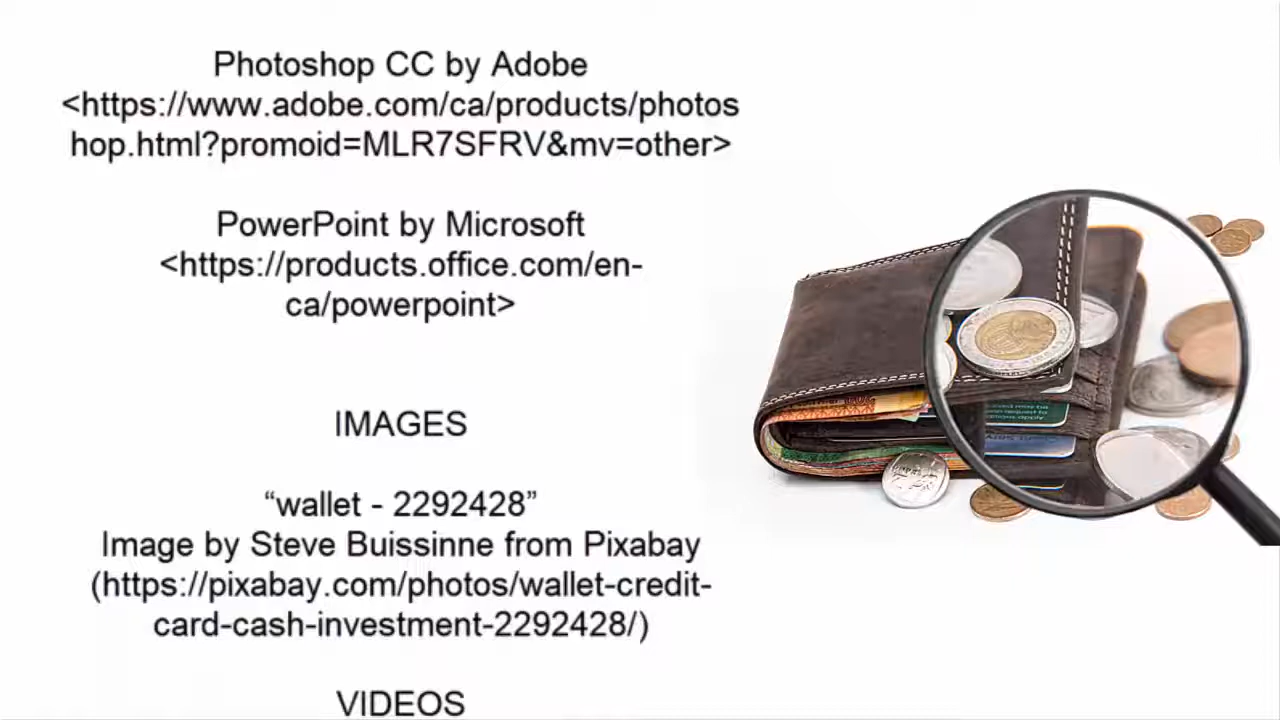 Photoshop CC by Adobe
<https://www.adobe.com/ca/products/photos
hop.html?promoid=MLR7SFRV&mv=other>
PowerPoint by Microsoft
<https://products.office.com/en-
ca/powerpoint>
IMAGES
“wallet - 2292428”
Image by Steve Buissinne from Pixabay
(https://pixabay.com/photos/wallet-credit-
card-cash-investment-2292428/)
VIDEOS